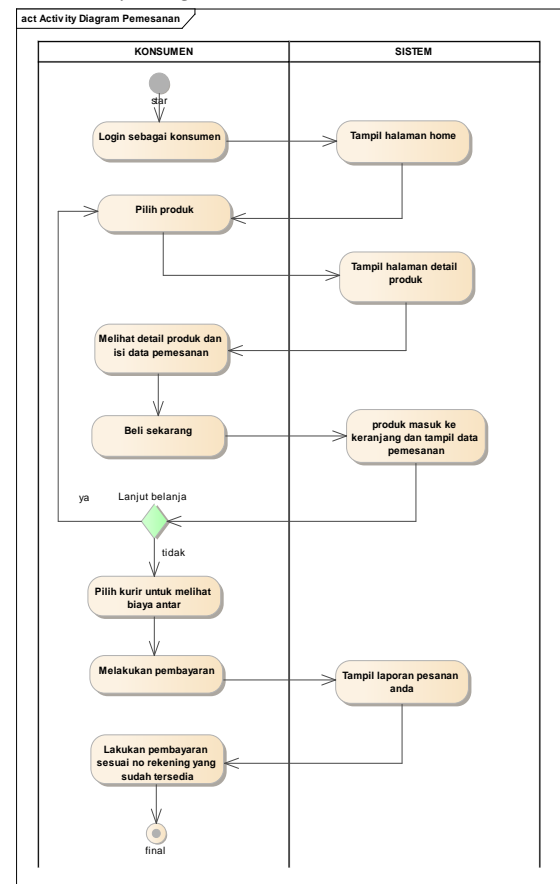 act Activity Diagram Pemesanan
KONSUMEN
SISTEM
star
Login sebagai konsumen
Tampil halaman home
Pilih produk
Tampil halaman detail
produk
Melihat detail produk dan
isi data pemesanan
Beli sekarang
produk masuk ke
keranjang dan tampil data
pemesanan
ya
Lanjut belanja
tidak
Pilih kurir untuk melihat
biaya antar
Melakukan pembayaran
Tampil laporan pesanan
anda
Lakukan pembayaran
sesuai no rekening yang
sudah tersedia
final